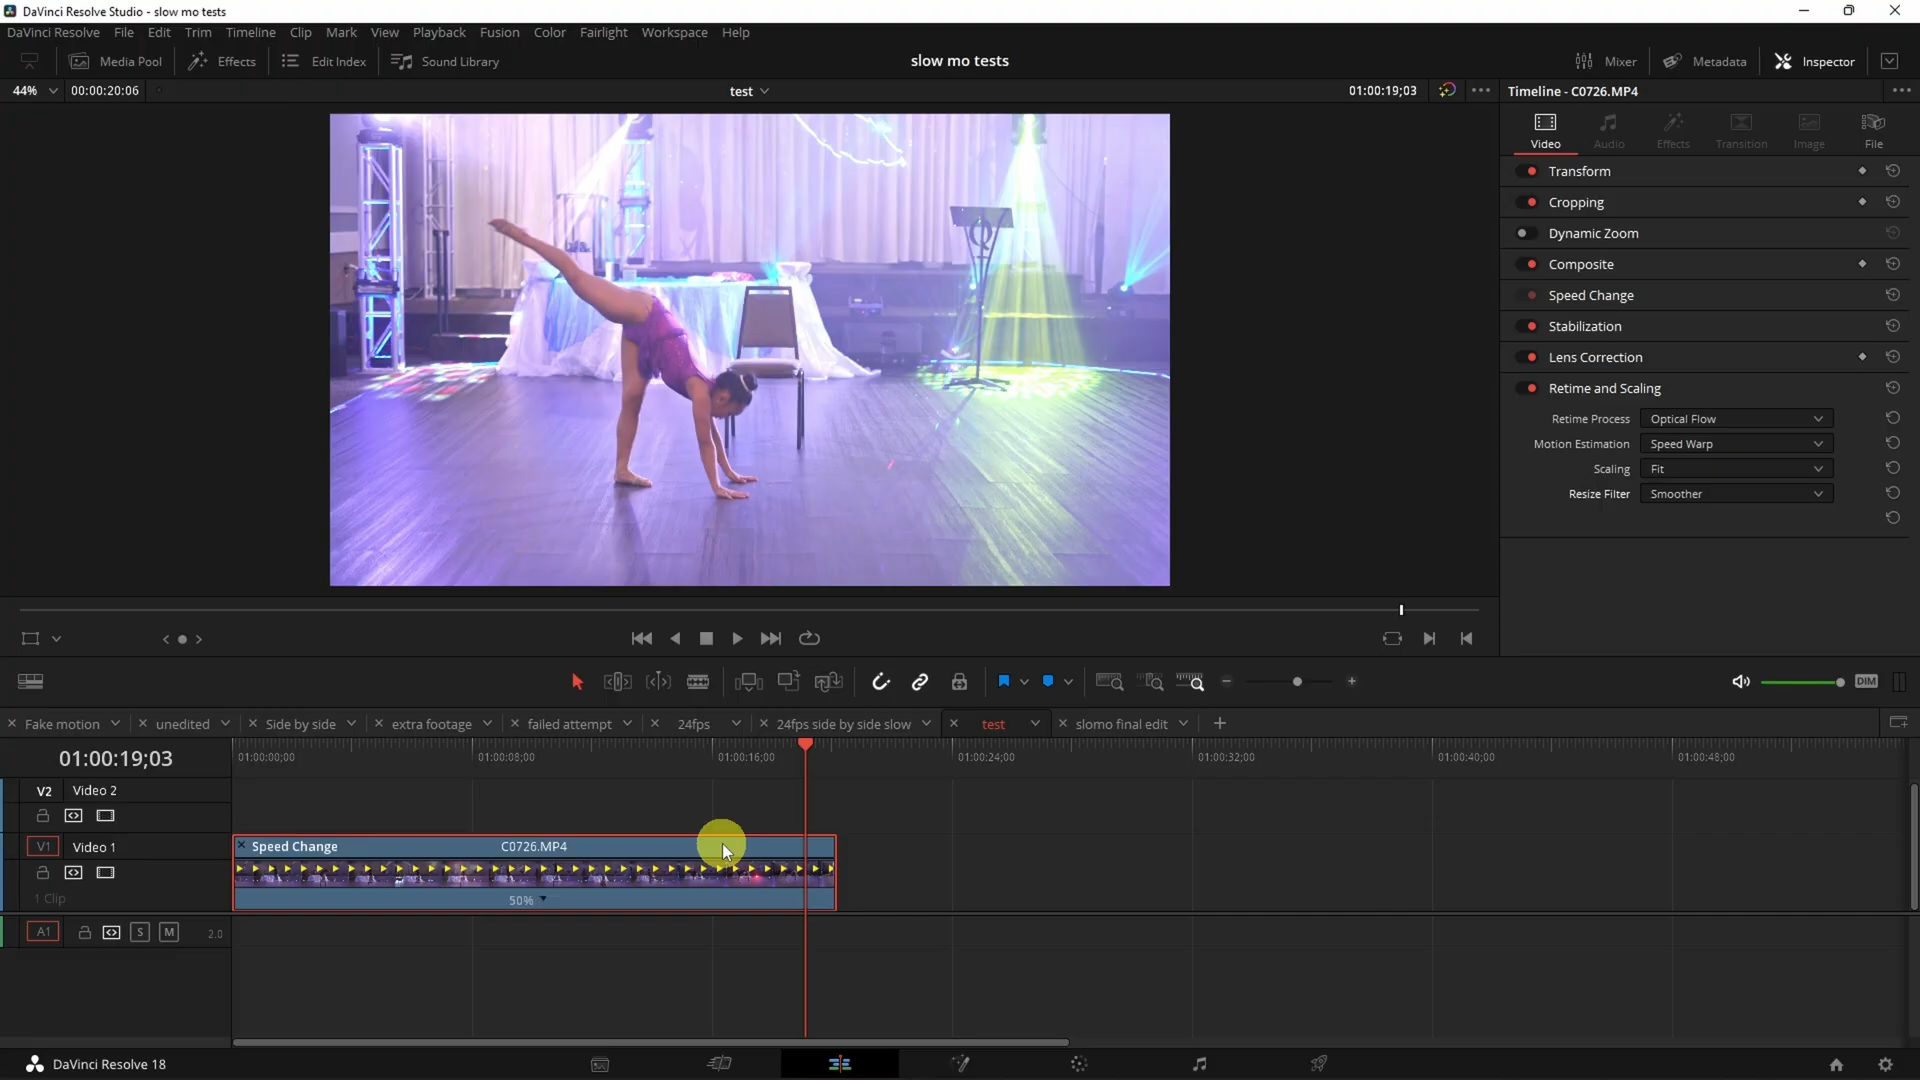 DaVinci Resolve Studio - slow mo tests
DaVinci Resolve File Edit Trim Timeline Clip Mark View Playback Fusion Color Fairlight Workspace Help
Media Pool Effects Edit Index Sound Library slow mo tests Mixer Metadata Inspector
44% 00:00:20:06 test 01:00:19;03 Timeline - C0726.MP4
Video Audio Effects Transition Image File
Transform
Cropping
Dynamic Zoom
Composite
Speed Change
Stabilization
Lens Correction
Retime and Scaling
Retime Process Optical Flow
Motion Estimation Speed Warp
Scaling Fit
Resize Filter Smoother
DIM
Fake motion unedited Side by side extra footage failed attempt 24fps 24fps side by side slow test slomo final edit
01:00:19;03 01:00:00;00 01:00:08;00 01:00:16;00 01:00:24;00 01:00:32;00 01:00:40;00 01:00:48;00
V2 Video 2
V1 Video 1 Speed Change C0726.MP4
1 Clip 50%
A1 S M 2.0
DaVinci Resolve 18